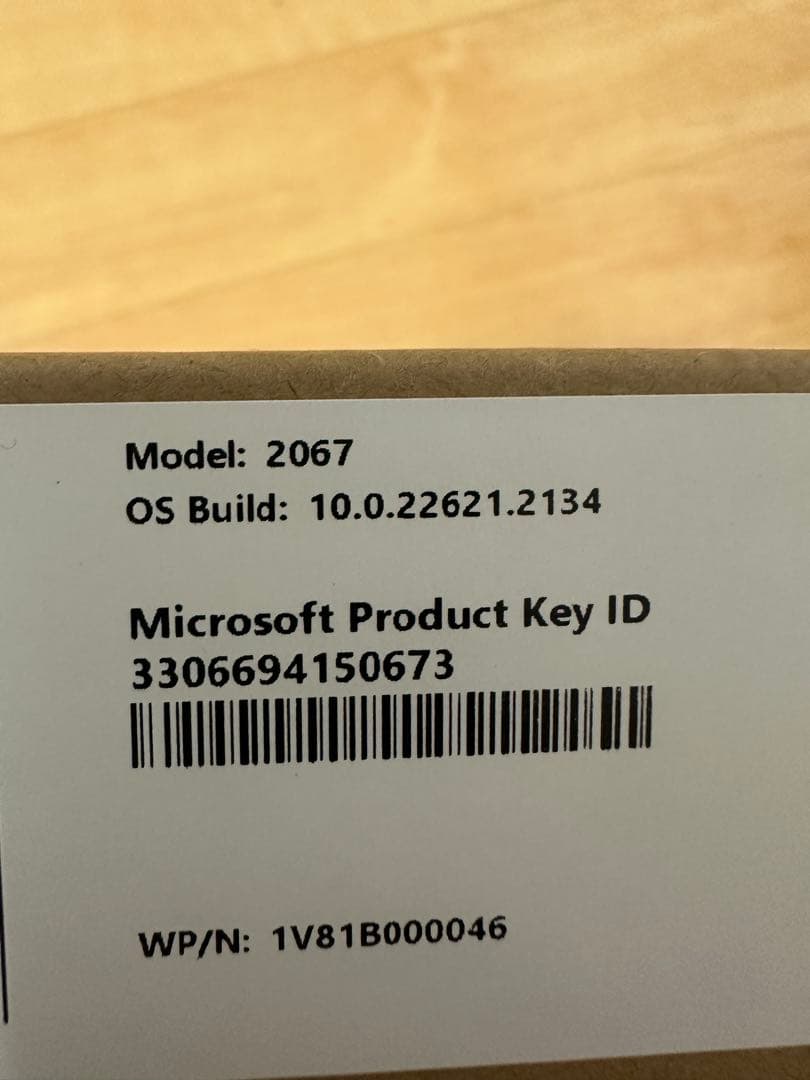 Model: 2067
OS Build: 10.0.22621.2134
Microsoft Product Key ID
3306694150673
WP/N: 1V81B000046